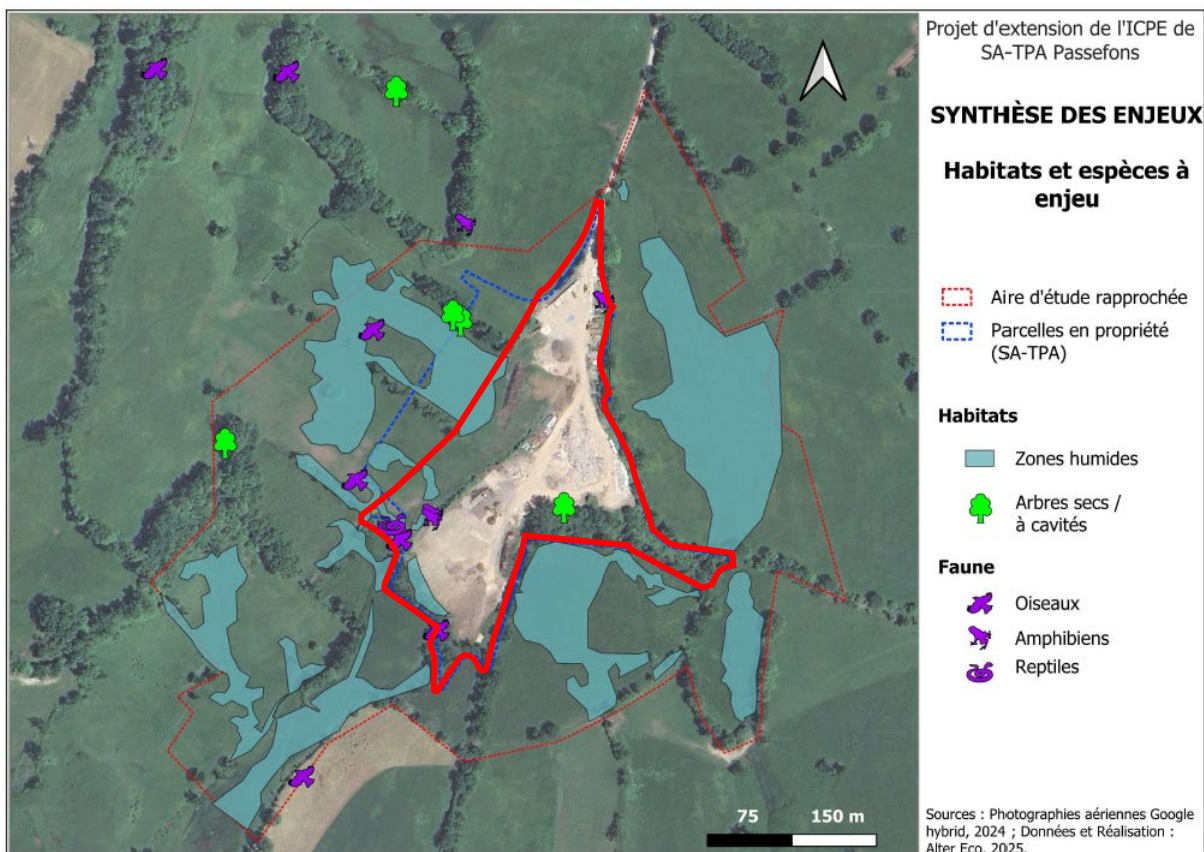 Projet d'extension de l'ICPE de
SA-TPA Passefons
SYNTHÈSE DES ENJEUX
Habitats et espèces à
enjeu
Aire d'étude rapprochée
Parcelles en propriété
(SA-TPA)
Habitats
Zones humides
Arbres secs /
à cavités
Faune
Oiseaux
Amphibiens
Reptiles
75 150 m
Sources : Photographies aériennes Google
hybrid, 2024 ; Données et Réalisation :
Alter Eco, 2025.